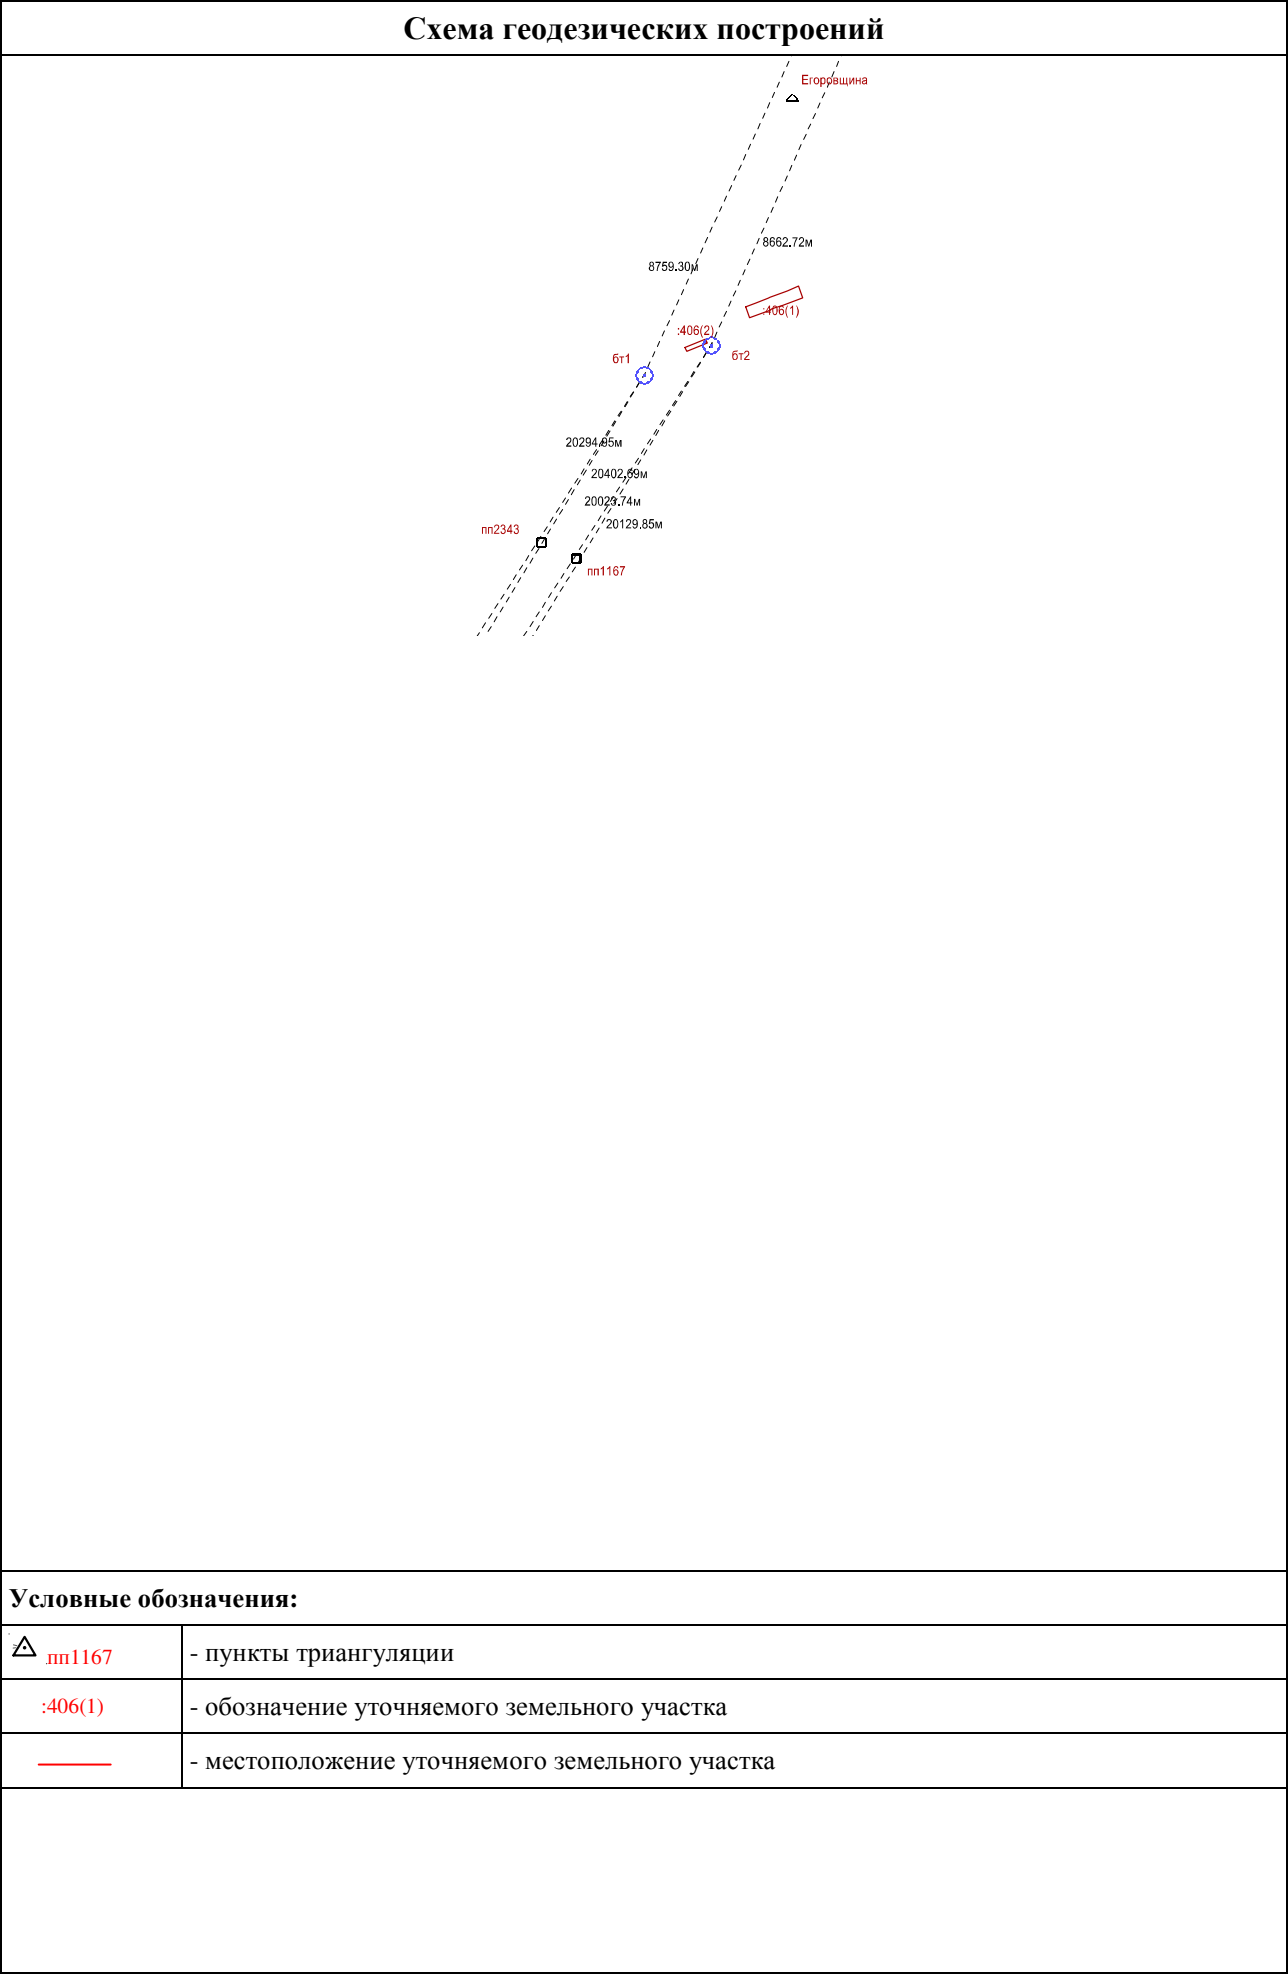 Схема геодезических построений
Егоровщина
8662.72м
8759.30м
:406(1)
:406(2)
бт2
бт1
20294.95м
20402.69м
20023.74м
20129.85м
пп2343
пп1167
Условные обозначения:
пп1167 - пункты триангуляции
:406(1) - обозначение уточняемого земельного участка
- местоположение уточняемого земельного участка